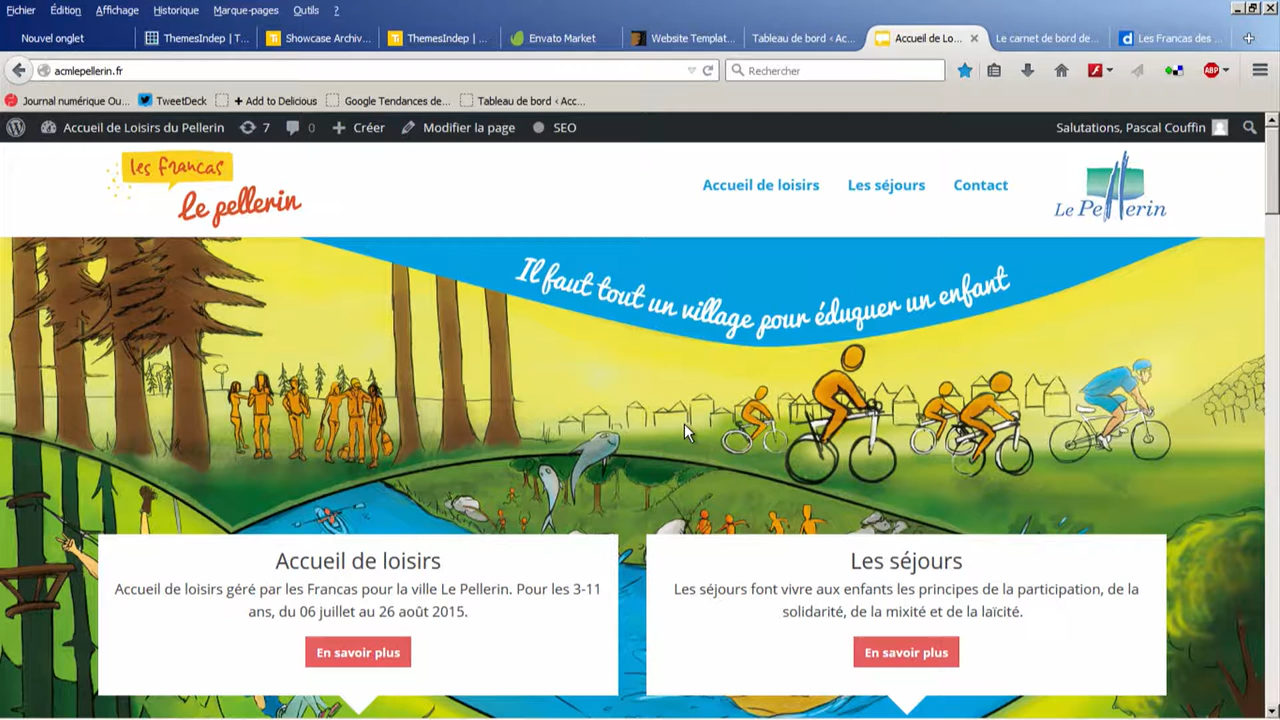 Fichier Édition Affichage Historique Marque-pages Outils ?
Nouvel onglet ThemesIndep | T... Showcase Archiv... ThemesIndep | ... Envato Market Website Templat... Tableau de bord ‹ Ac... Accueil de Lo... Le carnet de bord de... Les Francas des ...
acmlepellerin.fr Rechercher ABP
Journal numérique Ou... TweetDeck + Add to Delicious Google Tendances de... Tableau de bord ‹ Acc...
Accueil de Loisirs du Pellerin 7 0 Créer Modifier la page SEO Salutations, Pascal Couffin
les francas
le pellerin
Accueil de loisirs Les séjours Contact
Le Pellerin
Il faut tout un village pour éduquer un enfant
Accueil de loisirs
Accueil de loisirs géré par les Francas pour la ville Le Pellerin. Pour les 3-11
ans, du 06 juillet au 26 août 2015.
En savoir plus
Les séjours
Les séjours font vivre aux enfants les principes de la participation, de la
solidarité, de la mixité et de la laïcité.
En savoir plus